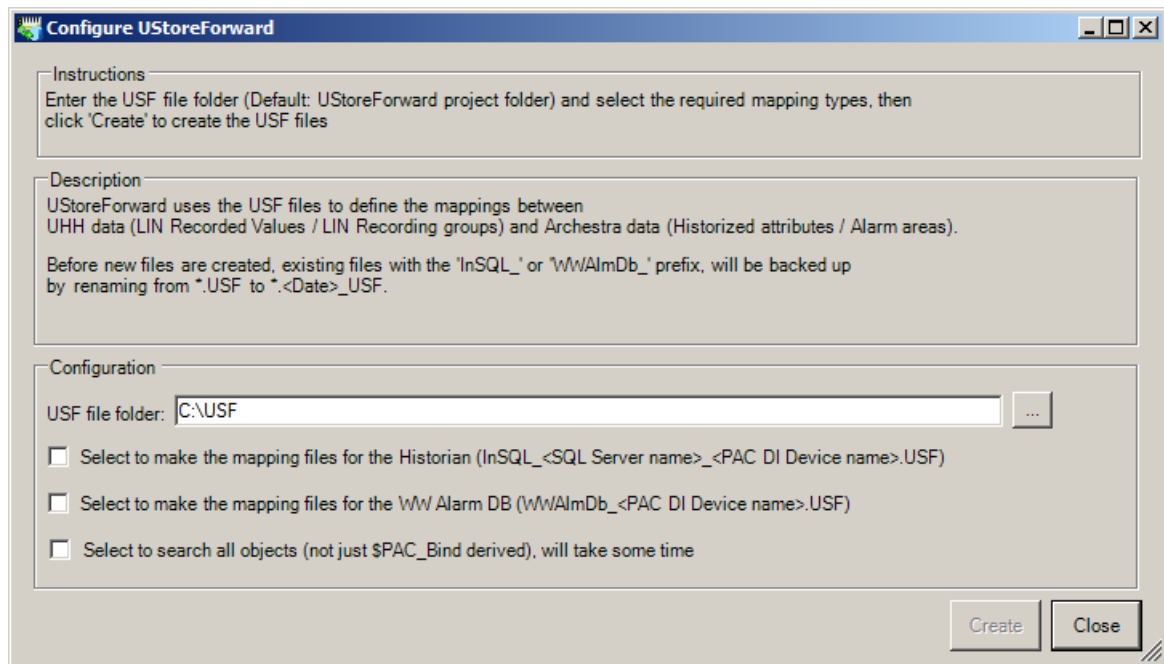 Configure UStoreForward
Instructions
Enter the USF file folder (Default: UStoreForward project folder) and select the required mapping types, then
click 'Create' to create the USF files
Description
UStoreForward uses the USF files to define the mappings between
UHH data (LIN Recorded Values / LIN Recording groups) and Archestra data (Historized attributes / Alarm areas).
Before new files are created, existing files with the 'InSQL_' or 'WWAlmDb_' prefix, will be backed up
by renaming from *.USF to *.<Date>_USF.
Configuration
USF file folder: C:\USF ...
Select to make the mapping files for the Historian (InSQL_<SQL Server name>_<PAC DI Device name>.USF)
Select to make the mapping files for the WW Alarm DB (WWAlmDb_<PAC DI Device name>.USF)
Select to search all objects (not just $PAC_Bind derived), will take some time
Create Close